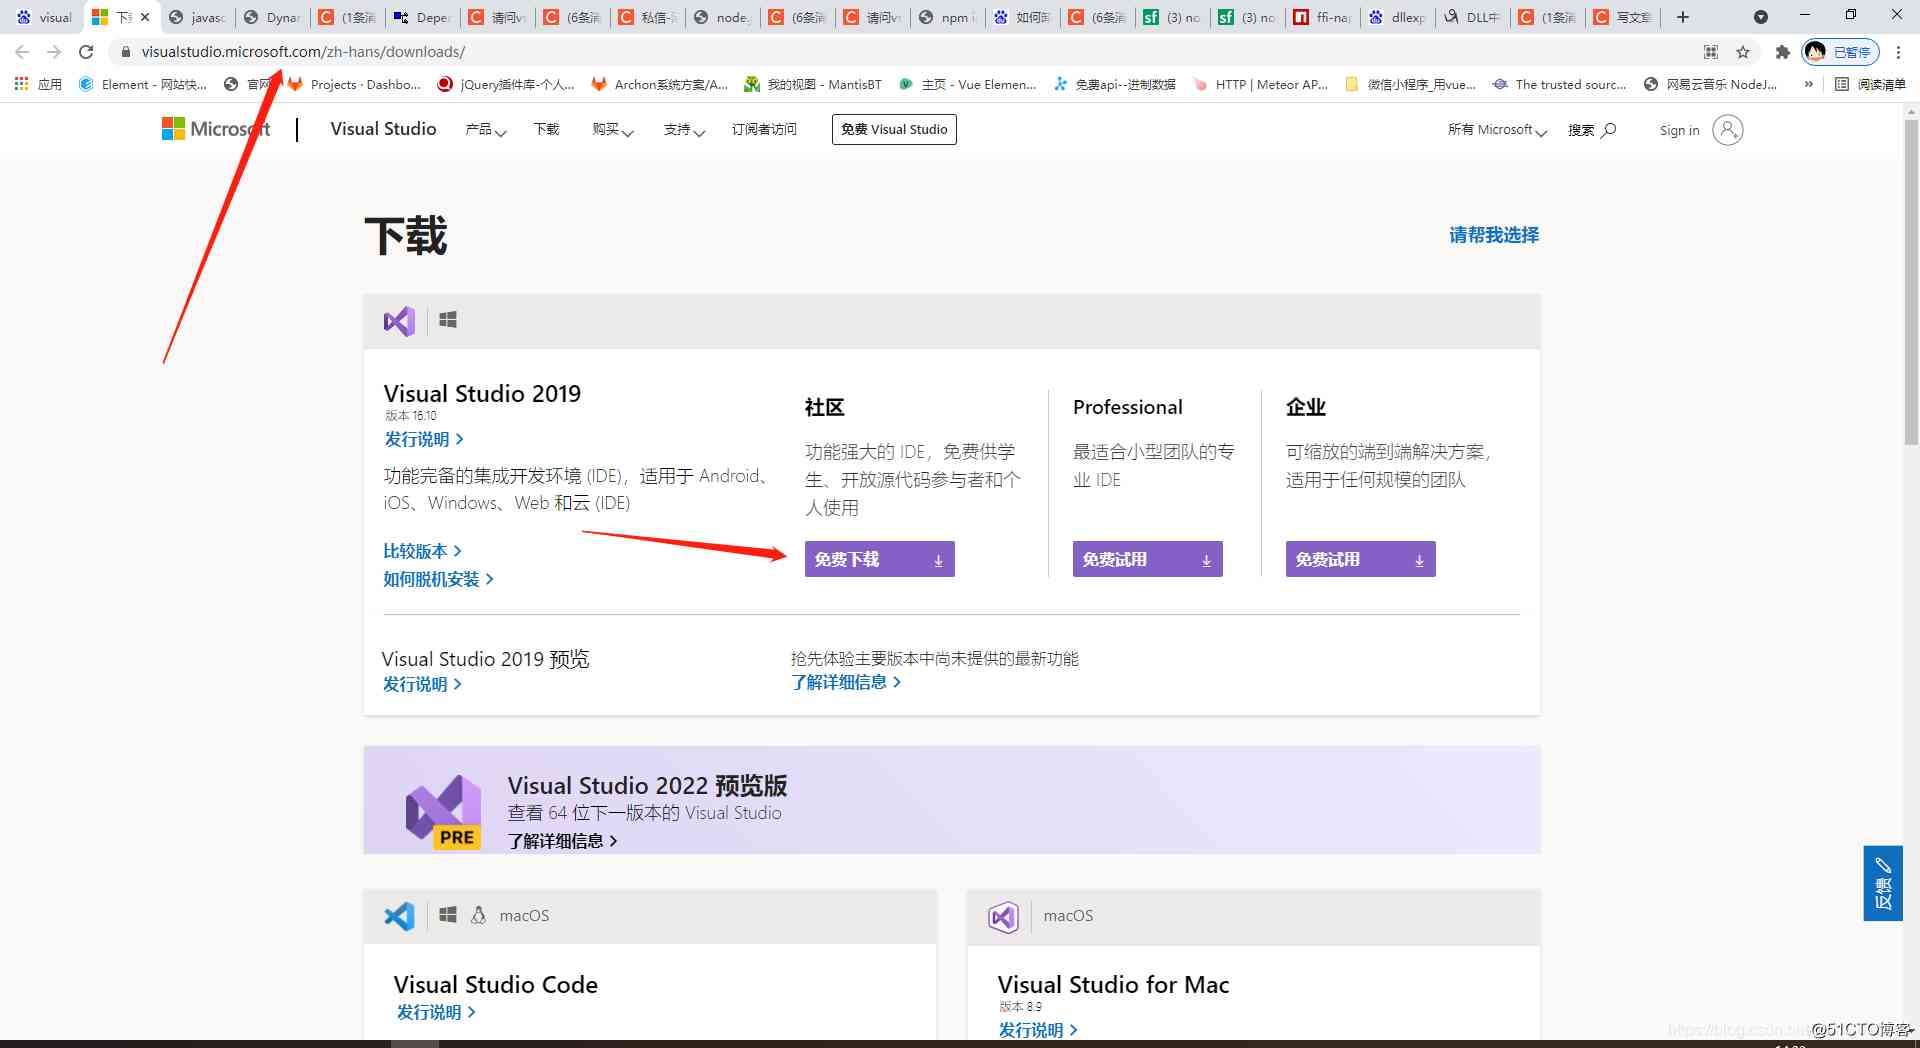 visual
下
javasc
Dynar
(1条消
Deper
请问v
(6条消
私信-
node.
(6条消
请问v
npm i
如何卸
(6条消
(3) no
(3) no
ffi-nap
dllexp
DLL中
(1条消
写文章
visualstudio.microsoft.com/zh-hans/downloads/
已暂停
应用
Element - 网站快...
官网
Projects · Dashbo...
jQuery插件库-个人...
Archon系统方案/A...
我的视图 - MantisBT
主页 - Vue Elemen...
免费api--进制数据
HTTP | Meteor AP...
微信小程序_用vue...
The trusted sourc...
网易云音乐 NodeJ...
»
阅读清单
Microsoft
Visual Studio
产品
下载
购买
支持
订阅者访问
免费 Visual Studio
所有 Microsoft
搜索
Sign in
下载
请帮我选择
Visual Studio 2019
版本 16.10
发行说明
功能完备的集成开发环境 (IDE)，适用于 Android、
iOS、Windows、Web 和云 (IDE)
比较版本
如何脱机安装
社区
功能强大的 IDE，免费供学
生、开放源代码参与者和个
人使用
免费下载
Professional
最适合小型团队的专
业 IDE
免费试用
企业
可缩放的端到端解决方案，
适用于任何规模的团队
免费试用
Visual Studio 2019 预览
发行说明
抢先体验主要版本中尚未提供的最新功能
了解详细信息
PRE
Visual Studio 2022 预览版
查看 64 位下一版本的 Visual Studio
了解详细信息
反馈
macOS
Visual Studio Code
发行说明
macOS
Visual Studio for Mac
版本 8.9
发行说明
@51CTO博客